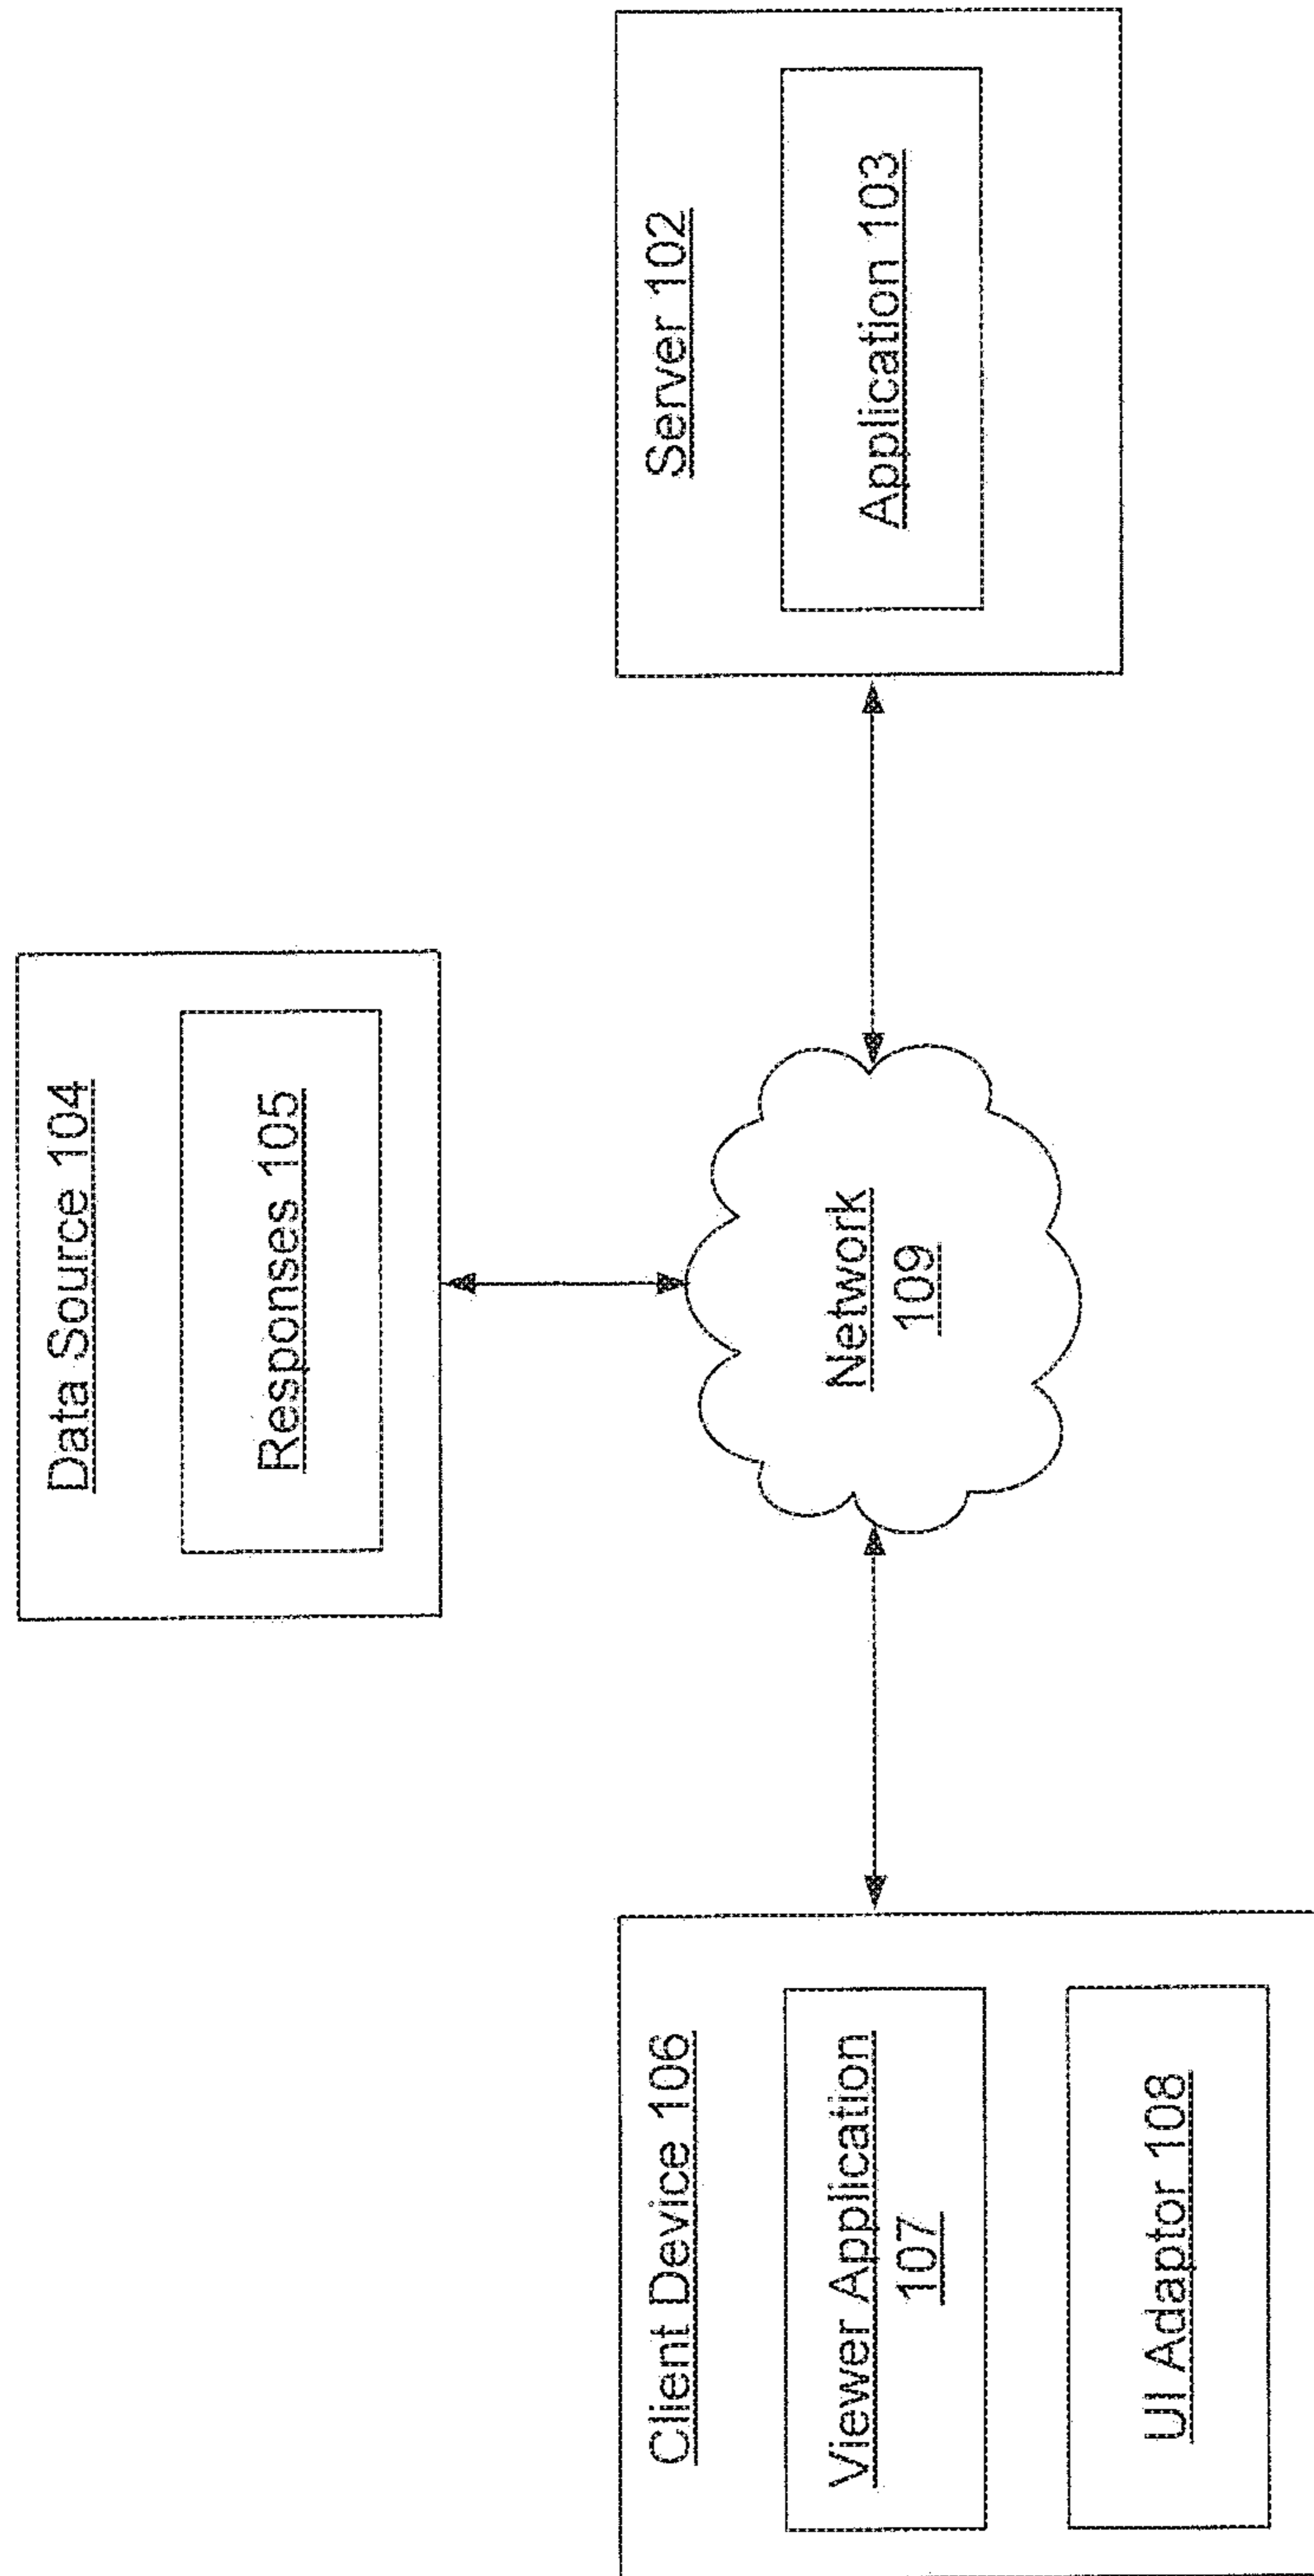 Data Source 104
Responses 105
Client Device 106
Viewer Application
107
UI Adaptor 108
Network
109
Server 102
Application 103